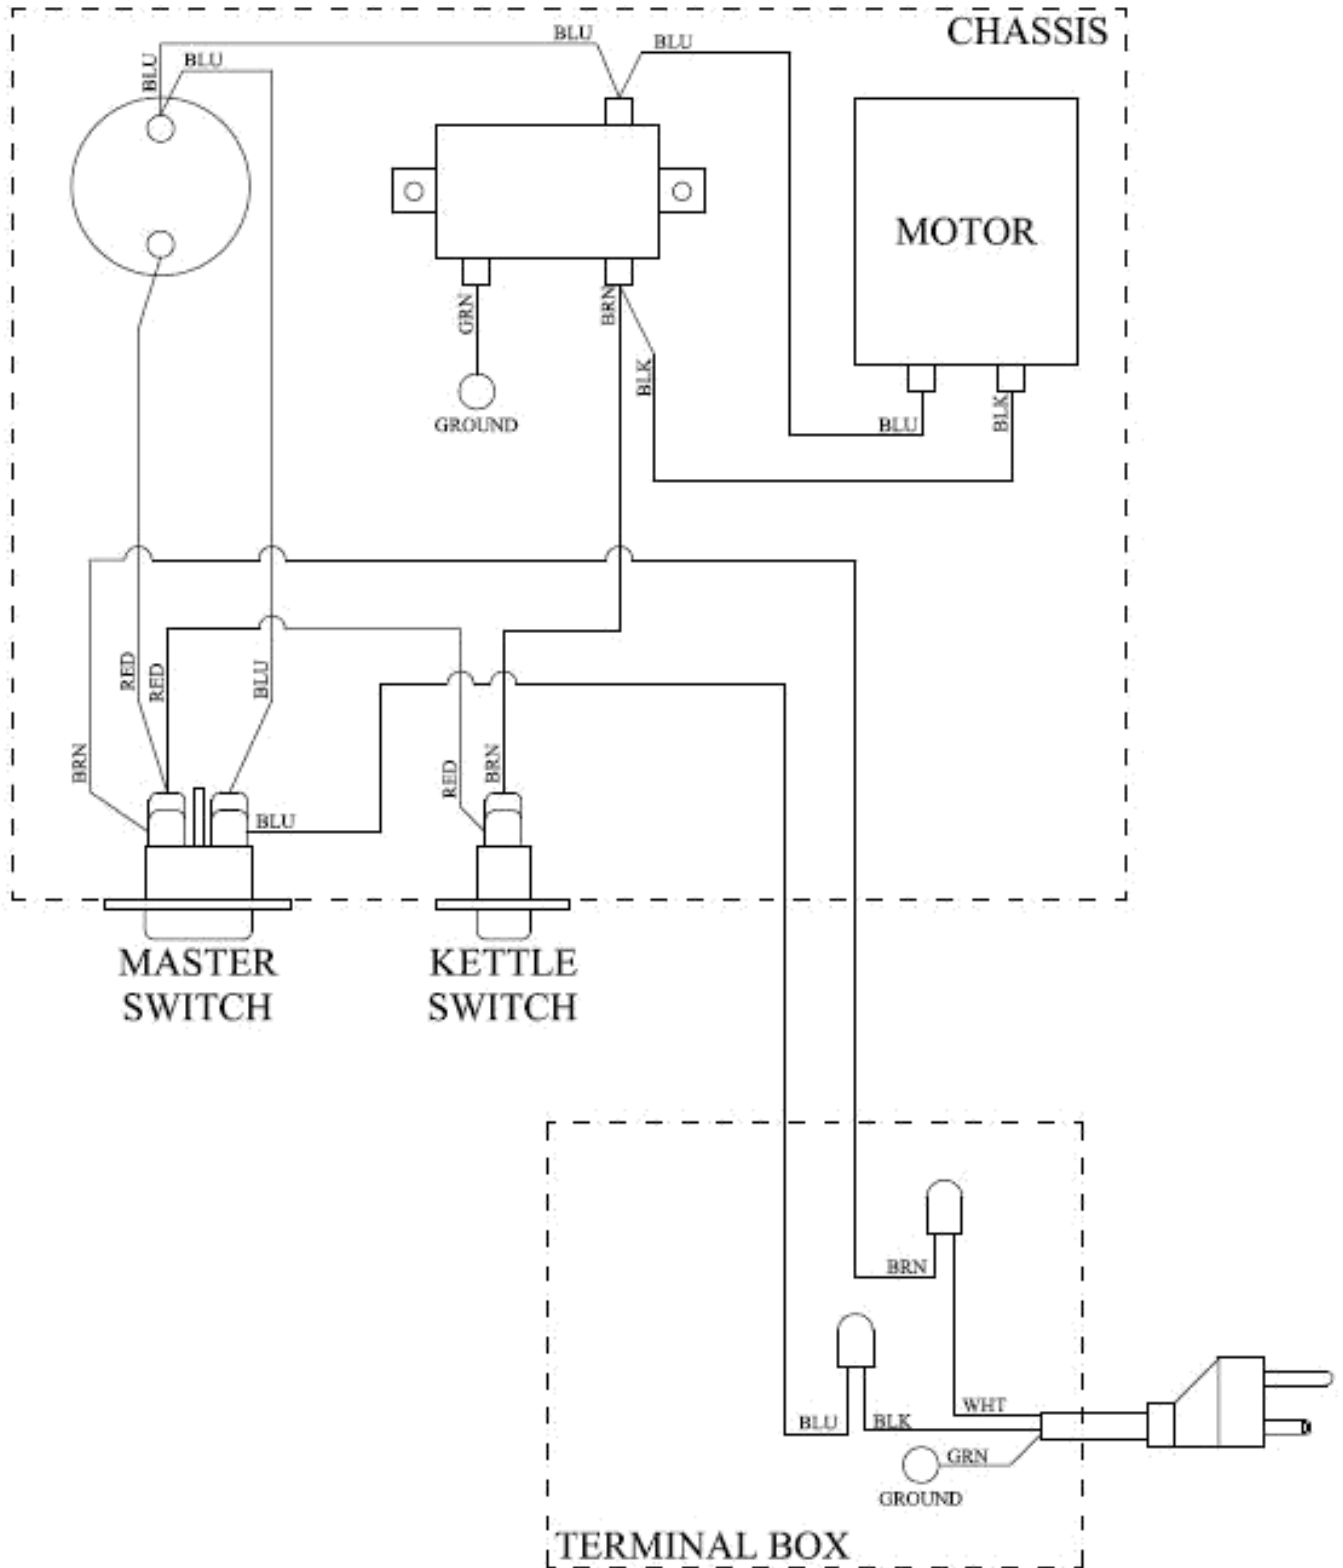 CHASSIS
BLU
BLU
BLU
BLU
MOTOR
GRN
BRN
BLK
GROUND
BLU
BLK
RED
RED
BLU
BRN
RED
BRN
BLU
MASTER
SWITCH
KETTLE
SWITCH
BRN
WHT
BLU
BLK
GRN
GROUND
TERMINAL BOX